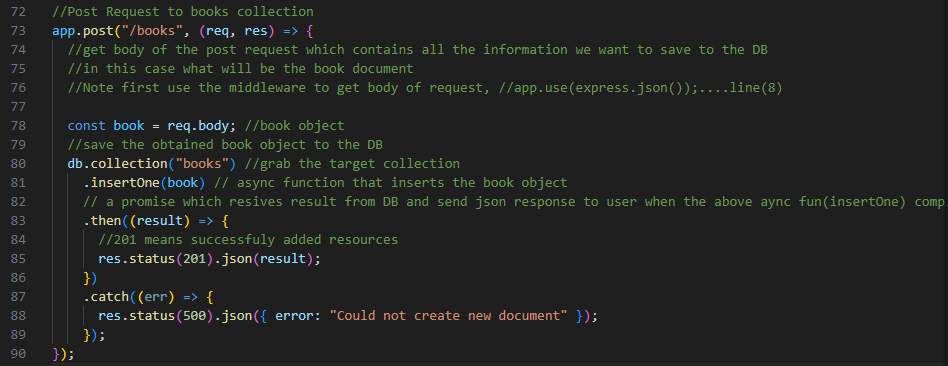 72 //Post Request to books collection
73 app.post("/books", (req, res) => {
74 //get body of the post request which contains all the information we want to save to the DB
75 //in this case what will be the book document
76 //Note first use the middleware to get body of request, //app.use(express.json());....line(8)
77
78 const book = req.body; //book object
79 //save the obtained book object to the DB
80 db.collection("books") //grab the target collection
81 .insertOne(book) // async function that inserts the book object
82 // a promise which resives result from DB and send json response to user when the above aync fun(insertOne) comp
83 .then((result) => {
84 //201 means successfuly added resources
85 res.status(201).json(result);
86 })
87 .catch((err) => {
88 res.status(500).json({ error: "Could not create new document" });
89 });
90 });